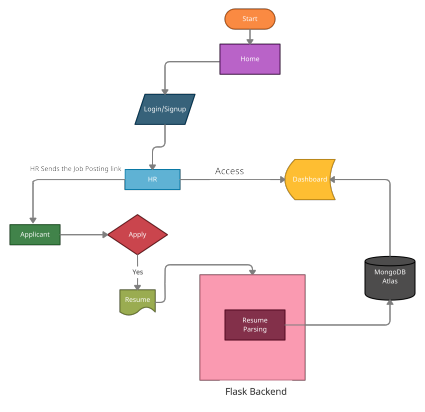 Start
Home
Login/Signup
HR Sends the Job Posting link
HR
Access
Dashboard
Applicant
Apply
Yes
Resume
MongoDB
Atlas
Resume
Parsing
Flask Backend